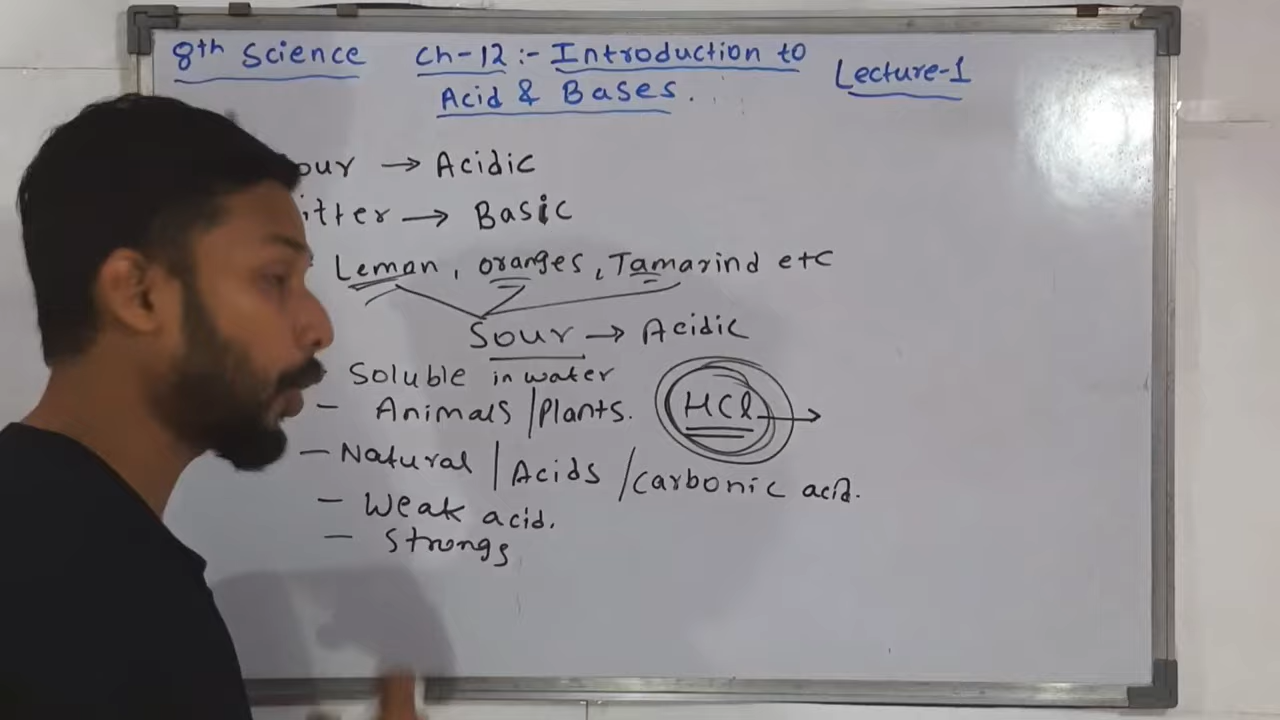 8th Science Ch-12:- Introduction to
Acid & Bases.
Lecture-1
our → Acidic
itter → Basic
Lemon, oranges, Tamarind etc
Sour → Acidic
Soluble in water
- Animals/Plants.
HCl →
- Natural / Acids / carbonic acid.
- Weak acid.
- Strongs